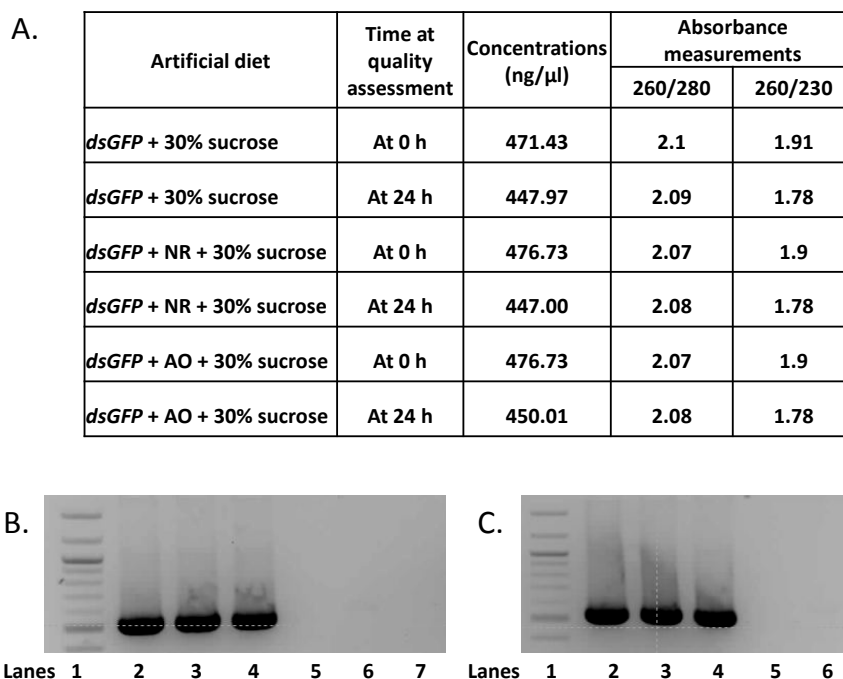 A.
Artificial diet
Time at
quality
assessment
Concentrations
(ng/µl)
Absorbance
measurements
260/280 260/230
dsGFP + 30% sucrose At 0 h 471.43 2.1 1.91
dsGFP + 30% sucrose At 24 h 447.97 2.09 1.78
dsGFP + NR + 30% sucrose At 0 h 476.73 2.07 1.9
dsGFP + NR + 30% sucrose At 24 h 447.00 2.08 1.78
dsGFP + AO + 30% sucrose At 0 h 476.73 2.07 1.9
dsGFP + AO + 30% sucrose At 24 h 450.01 2.08 1.78
B.
Lanes 1 2 3 4 5 6 7
C.
Lanes 1 2 3 4 5 6